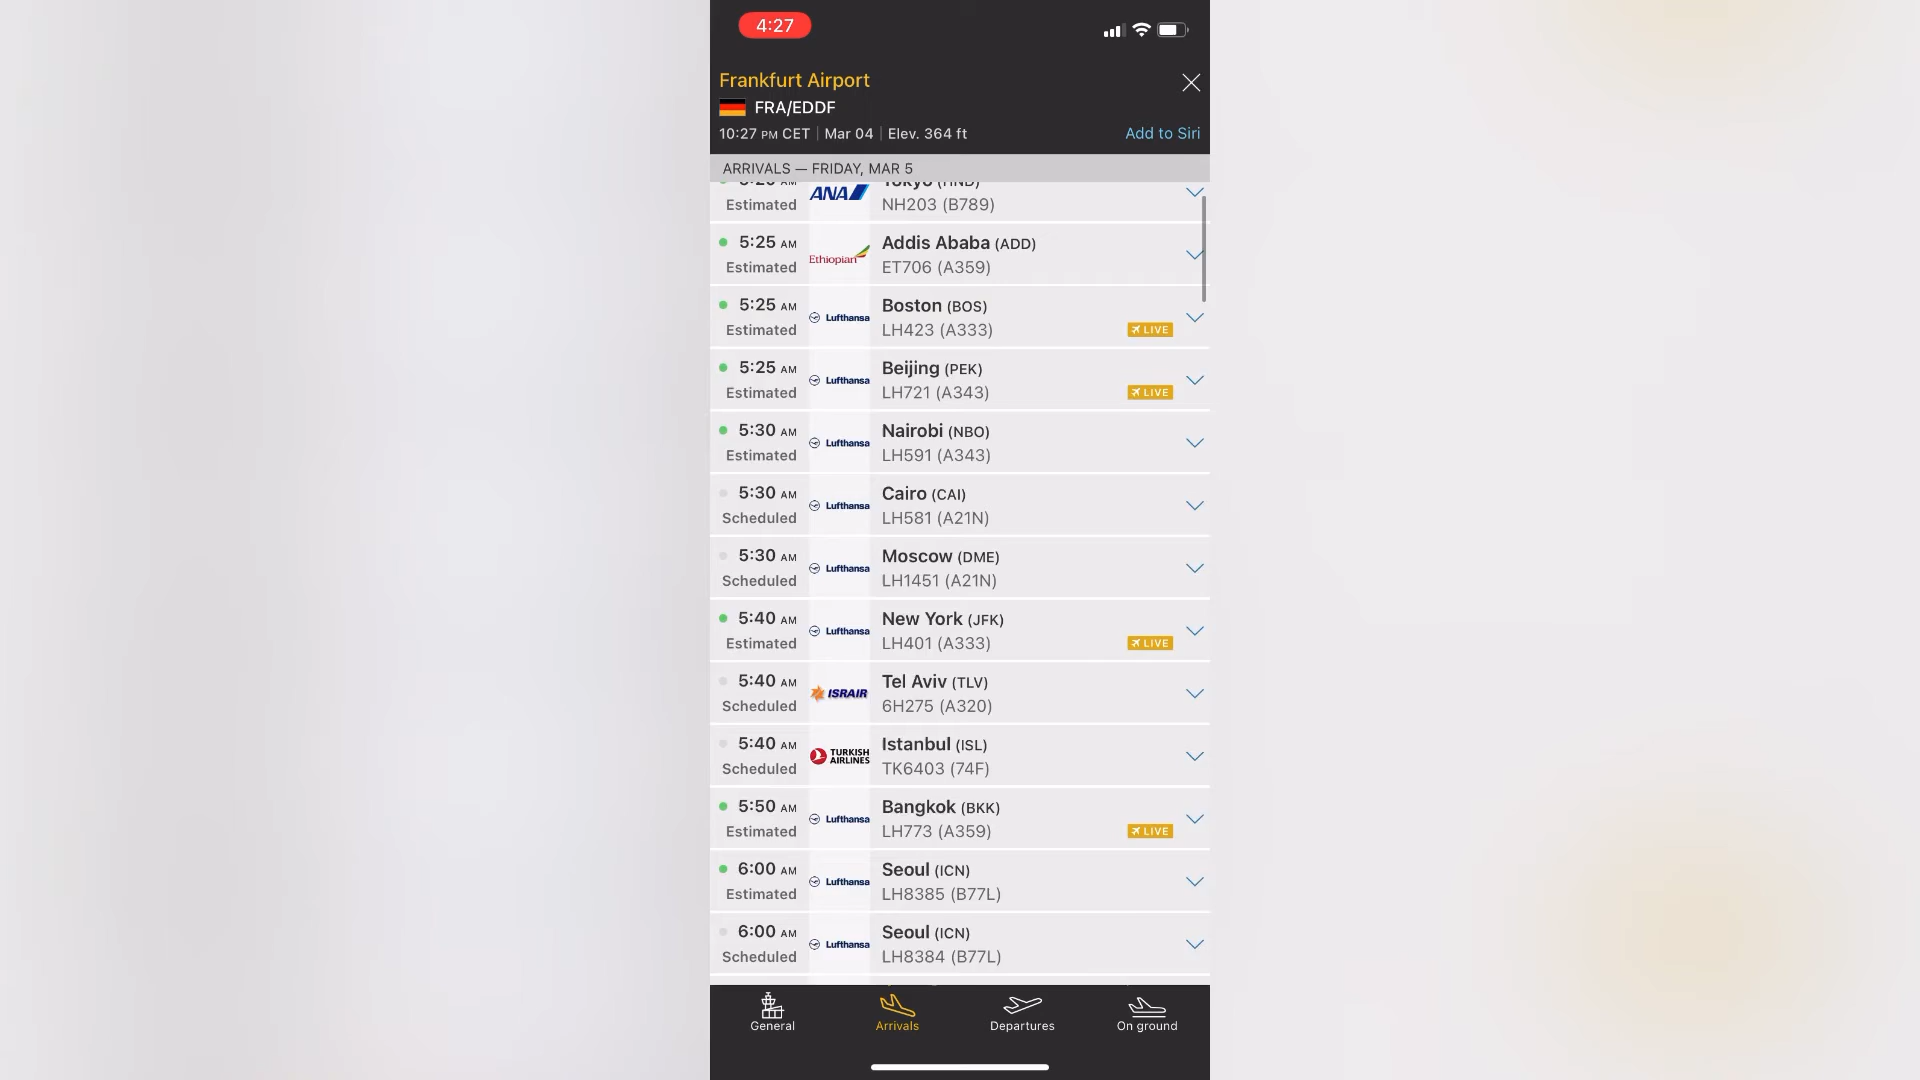 4:27
Frankfurt Airport
FRA/EDDF
10:27 PM CET | Mar 04 | Elev. 364 ft
Add to Siri
ARRIVALS — FRIDAY, MAR 5
ANA Tokyo (HND)
Estimated NH203 (B789)
5:25 AM Ethiopian Addis Ababa (ADD)
Estimated ET706 (A359)
5:25 AM Lufthansa Boston (BOS)
Estimated LH423 (A333) LIVE
5:25 AM Lufthansa Beijing (PEK)
Estimated LH721 (A343) LIVE
5:30 AM Lufthansa Nairobi (NBO)
Estimated LH591 (A343)
5:30 AM Lufthansa Cairo (CAI)
Scheduled LH581 (A21N)
5:30 AM Lufthansa Moscow (DME)
Scheduled LH1451 (A21N)
5:40 AM Lufthansa New York (JFK)
Estimated LH401 (A333) LIVE
5:40 AM ISRAIR Tel Aviv (TLV)
Scheduled 6H275 (A320)
5:40 AM TURKISH AIRLINES Istanbul (ISL)
Scheduled TK6403 (74F)
5:50 AM Lufthansa Bangkok (BKK)
Estimated LH773 (A359) LIVE
6:00 AM Lufthansa Seoul (ICN)
Estimated LH8385 (B77L)
6:00 AM Lufthansa Seoul (ICN)
Scheduled LH8384 (B77L)
General Arrivals Departures On ground